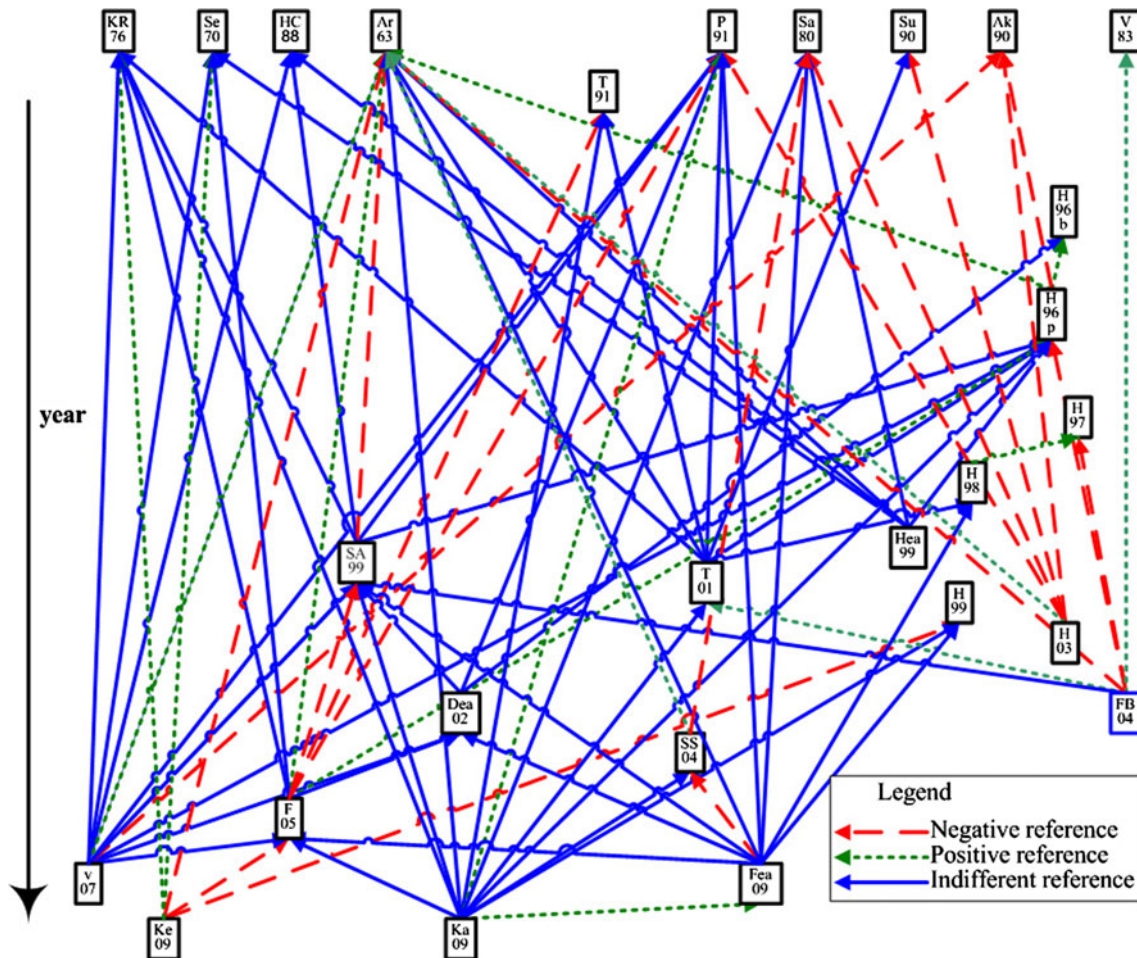 KR
76
Se
70
HC
88
Ar
63
P
91
Sa
80
Su
90
Ak
90
V
83
T
91
H
96
b
H
96
p
year
H
97
H
98
SA
99
Hea
99
T
01
H
99
H
03
Dea
02
FB
04
SS
04
F
05
v
07
Fea
09
Ke
09
Ka
09
Legend
Negative reference
Positive reference
Indifferent reference